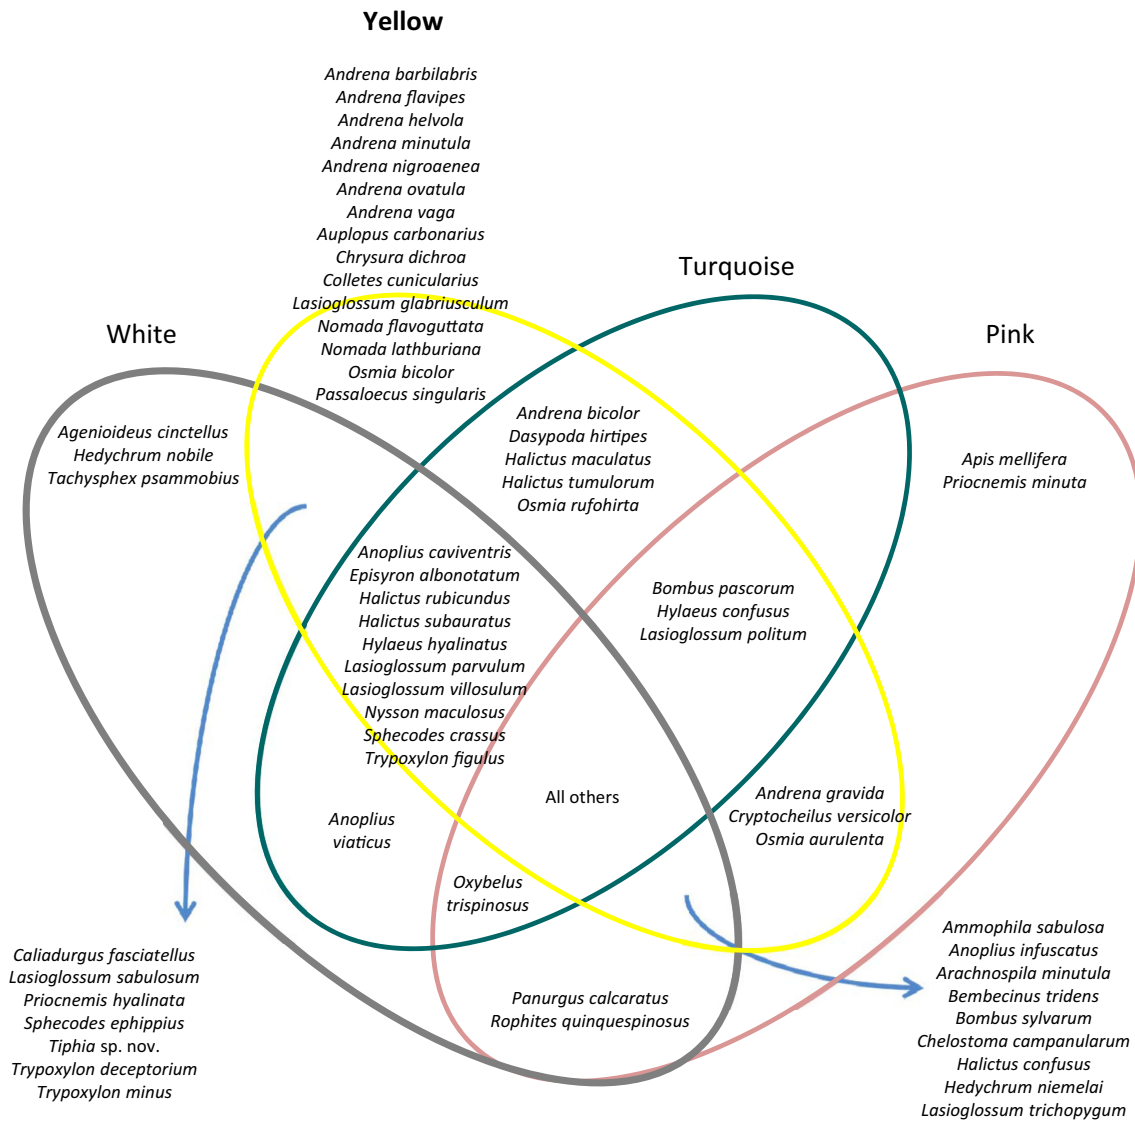 Yellow
Andrena barbilabris
Andrena flavipes
Andrena helvola
Andrena minutula
Andrena nigroaenea
Andrena ovatula
Andrena vaga
Auplopus carbonarius
Chrysura dichroa
Colletes cunicularius
Lasioglossum glabriusculum
Nomada flavoguttata
Nomada lathburiana
Osmia bicolor
Passaloecus singularis
Turquoise
White
Pink
Agenioideus cinctellus
Hedychrum nobile
Tachysphex psammobius
Andrena bicolor
Dasypoda hirtipes
Halictus maculatus
Halictus tumulorum
Osmia rufohirta
Apis mellifera
Priocnemis minuta
Anoplius caviventris
Episyron albonotatum
Halictus rubicundus
Halictus subauratus
Hylaeus hyalinatus
Lasioglossum parvulum
Lasioglossum villosulum
Nysson maculosus
Sphecodes crassus
Trypoxylon figulus
Bombus pascorum
Hylaeus confusus
Lasioglossum politum
Anoplius
viaticus
All others
Andrena gravida
Cryptocheilus versicolor
Osmia aurulenta
Oxybelus
trispinosus
Panurgus calcaratus
Rophites quinquespinosus
Caliadurgus fasciatellus
Lasioglossum sabulosum
Priocnemis hyalinata
Sphecodes ephippius
Tiphia sp. nov.
Trypoxylon deceptorium
Trypoxylon minus
Ammophila sabulosa
Anoplius infuscatus
Arachnospila minutula
Bembecinus tridens
Bombus sylvarum
Chelostoma campanularum
Halictus confusus
Hedychrum niemelai
Lasioglossum trichopygum